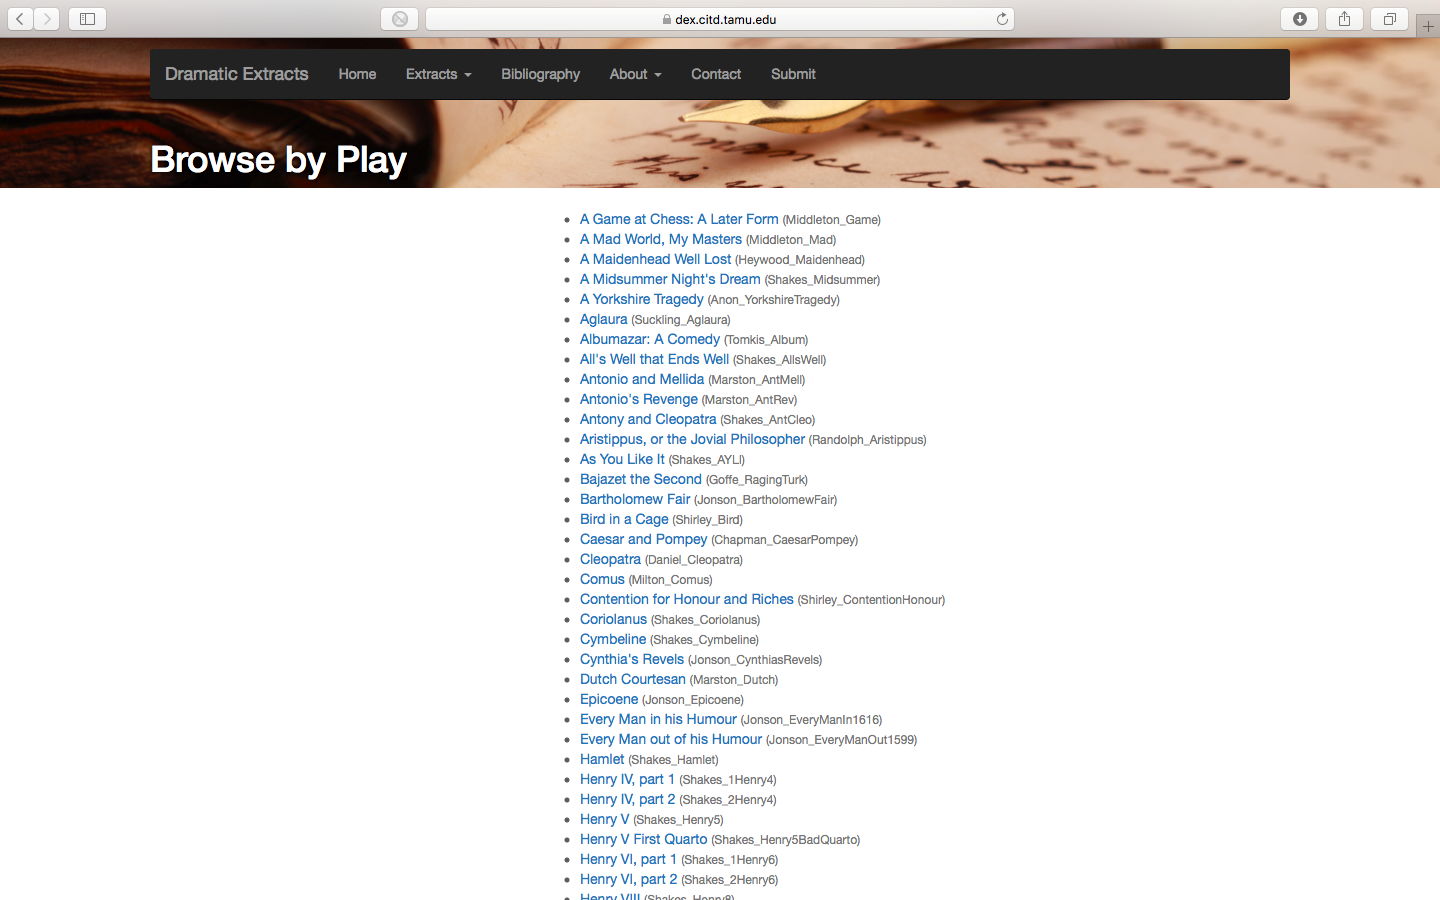 dex.citd.tamu.edu
Dramatic Extracts Home Extracts Bibliography About Contact Submit
Browse by Play
A Game at Chess: A Later Form (Middleton_Game)
A Mad World, My Masters (Middleton_Mad)
A Maidenhead Well Lost (Heywood_Maidenhead)
A Midsummer Night's Dream (Shakes_Midsummer)
A Yorkshire Tragedy (Anon_YorkshireTragedy)
Aglaura (Suckling_Aglaura)
Albumazar: A Comedy (Tomkis_Album)
All's Well that Ends Well (Shakes_AllsWell)
Antonio and Mellida (Marston_AntMell)
Antonio's Revenge (Marston_AntRev)
Antony and Cleopatra (Shakes_AntCleo)
Aristippus, or the Jovial Philosopher (Randolph_Aristippus)
As You Like It (Shakes_AYLI)
Bajazet the Second (Goffe_RagingTurk)
Bartholomew Fair (Jonson_BartholomewFair)
Bird in a Cage (Shirley_Bird)
Caesar and Pompey (Chapman_CaesarPompey)
Cleopatra (Daniel_Cleopatra)
Comus (Milton_Comus)
Contention for Honour and Riches (Shirley_ContentionHonour)
Coriolanus (Shakes_Coriolanus)
Cymbeline (Shakes_Cymbeline)
Cynthia's Revels (Jonson_CynthiasRevels)
Dutch Courtesan (Marston_Dutch)
Epicoene (Jonson_Epicoene)
Every Man in his Humour (Jonson_EveryManIn1616)
Every Man out of his Humour (Jonson_EveryManOut1599)
Hamlet (Shakes_Hamlet)
Henry IV, part 1 (Shakes_1Henry4)
Henry IV, part 2 (Shakes_2Henry4)
Henry V (Shakes_Henry5)
Henry V First Quarto (Shakes_Henry5BadQuarto)
Henry VI, part 1 (Shakes_1Henry6)
Henry VI, part 2 (Shakes_2Henry6)
Henry VIII (Shakes_Henry8)